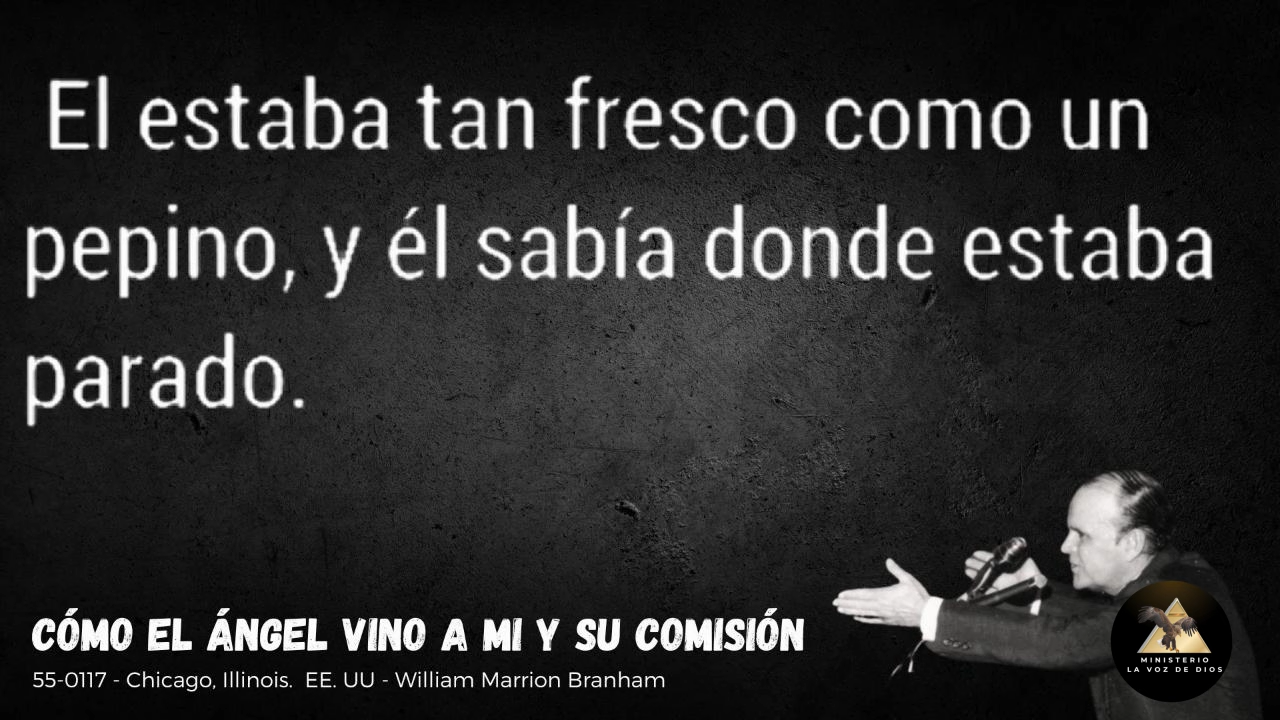 El estaba tan fresco como un
pepino, y él sabía donde estaba
parado.
CÓMO EL ÁNGEL VINO A MI Y SU COMISIÓN
55-0117 - Chicago, Illinois.  EE. UU - William Marrion Branham
MINISTERIO
LA VOZ DE DIOS